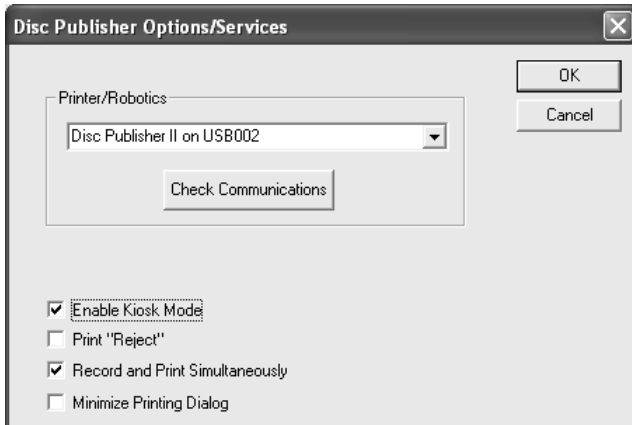 Disc Publisher Options/Services
OK
Printer/Robotics
Cancel
Disc Publisher II on USB002
Check Communications
Enable Kiosk Mode
Print "Reject"
Record and Print Simultaneously
Minimize Printing Dialog